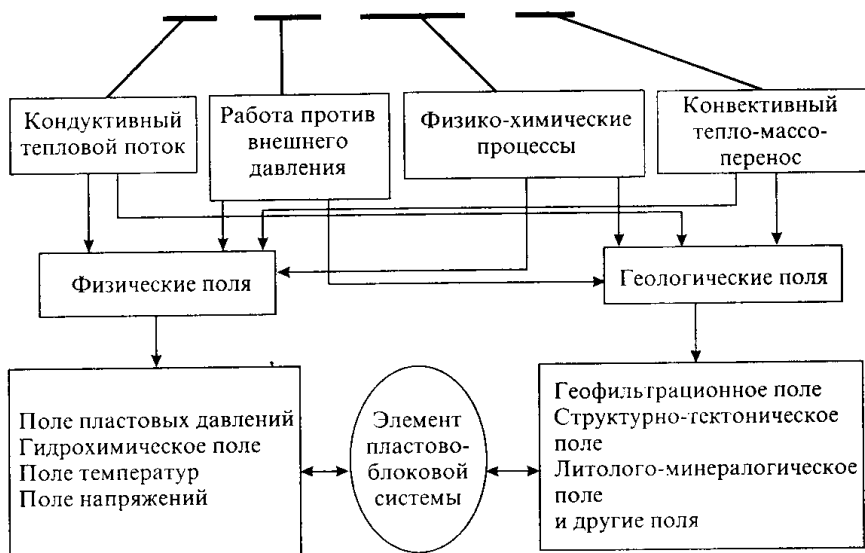 Кондуктивный
тепловой поток
Работа против
внешнего
давления
Физико-химические
процессы
Конвективный
тепло-массо-
перенос
Физические поля
Геологические поля
Поле пластовых давлений
Гидрохимическое поле
Поле температур
Поле напряжений
Элемент
пластово-
блоковой
системы
Геофильтрационное поле
Структурно-тектоническое
поле
Литолого-минералогическое
поле
и другие поля